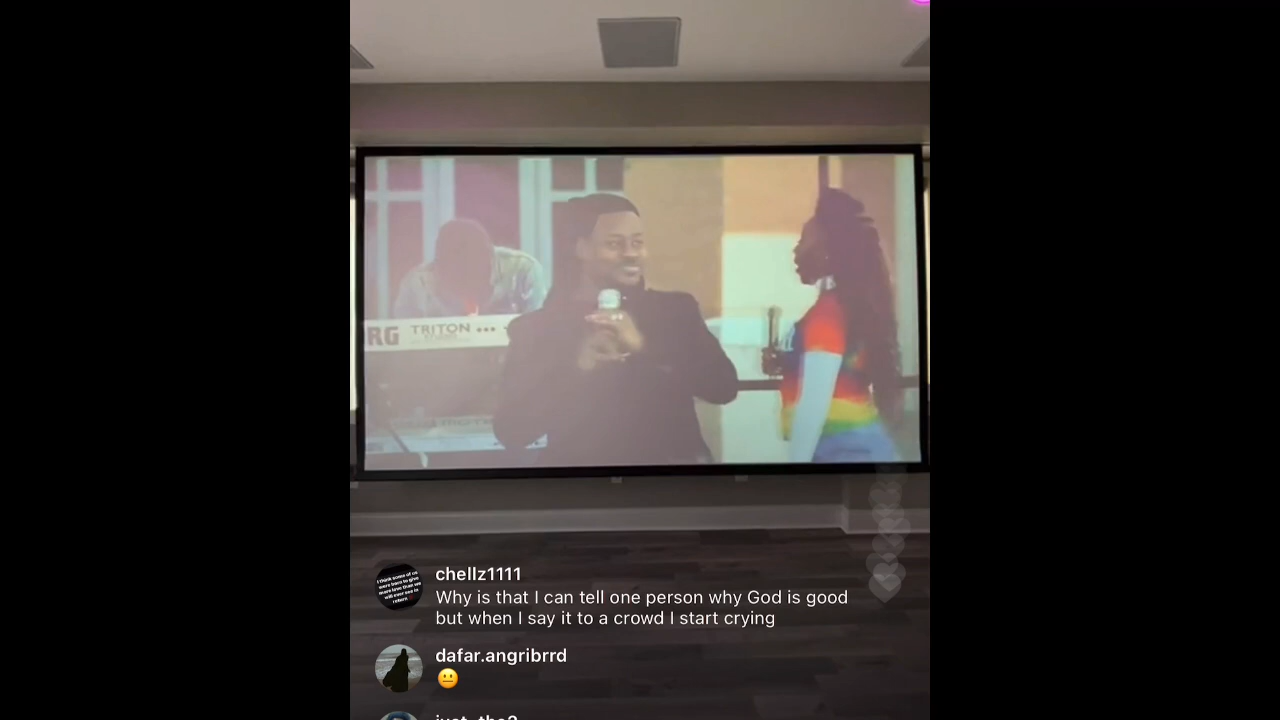 RG TRITON
chellz1111
Why is that I can tell one person why God is good
but when I say it to a crowd I start crying
dafar.angribrrd
😐